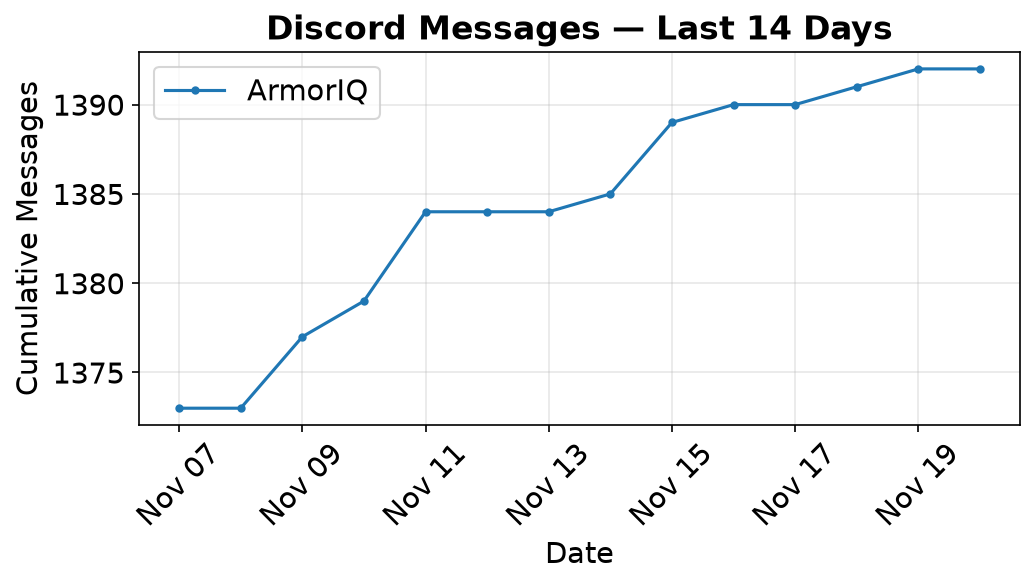 Discord Messages — Last 14 Days
ArmorIQ
Cumulative Messages
1390
1385
1380
1375
Nov 07
Nov 09
Nov 11
Nov 13
Nov 15
Nov 17
Nov 19
Date